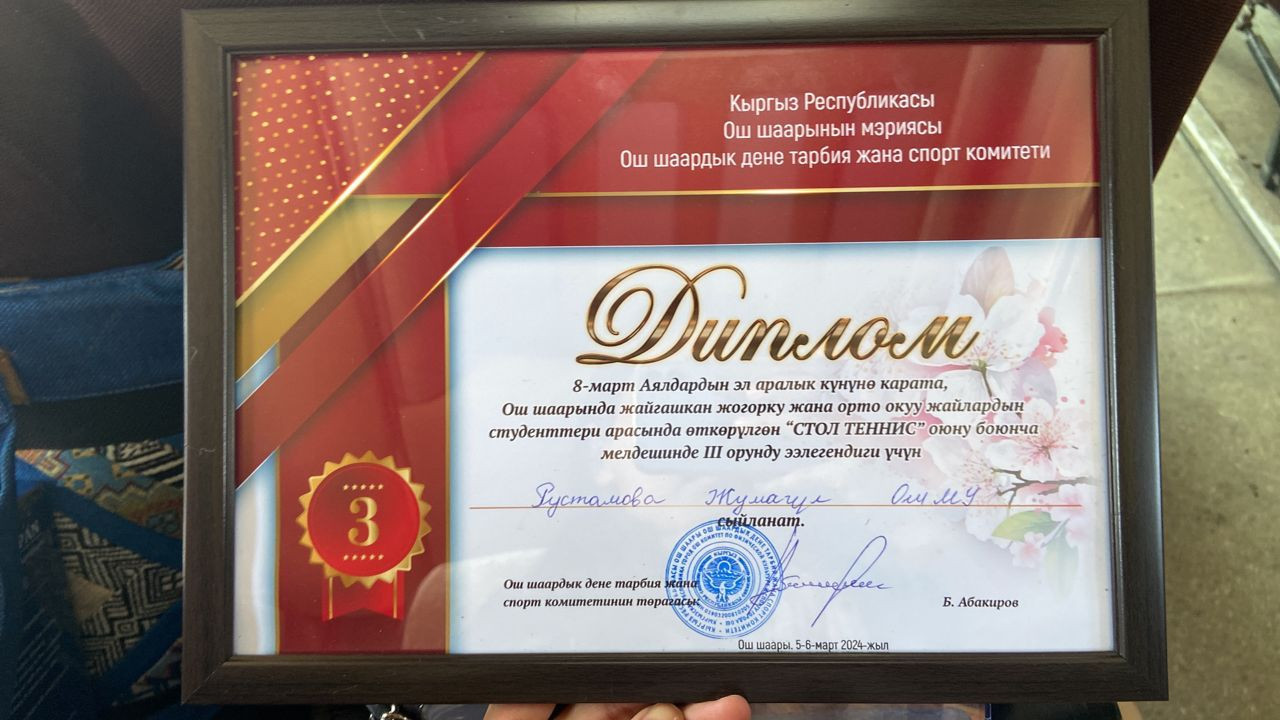 Кыргыз Республикасы
Ош шаарынын мэриясы
Ош шаардык дене тарбия жана спорт комитети
Диплом
8-март Аялдардын эл аралык күнүнө карата,
Ош шаарында жайгашкан жогорку жана орто окуу жайлардын
студенттери арасында өткөрүлгөн “СТОЛ ТЕННИС” оюну боюнча
мелдешинде III орунду ээлегендиги үчүн
Рустамова Жумагул ОшМУ
сыйланат.
3
Ош шаардык дене тарбия жана
спорт комитетинин төрагасы:
Б. Абакиров
Ош шаары. 5-6-март 2024-жыл